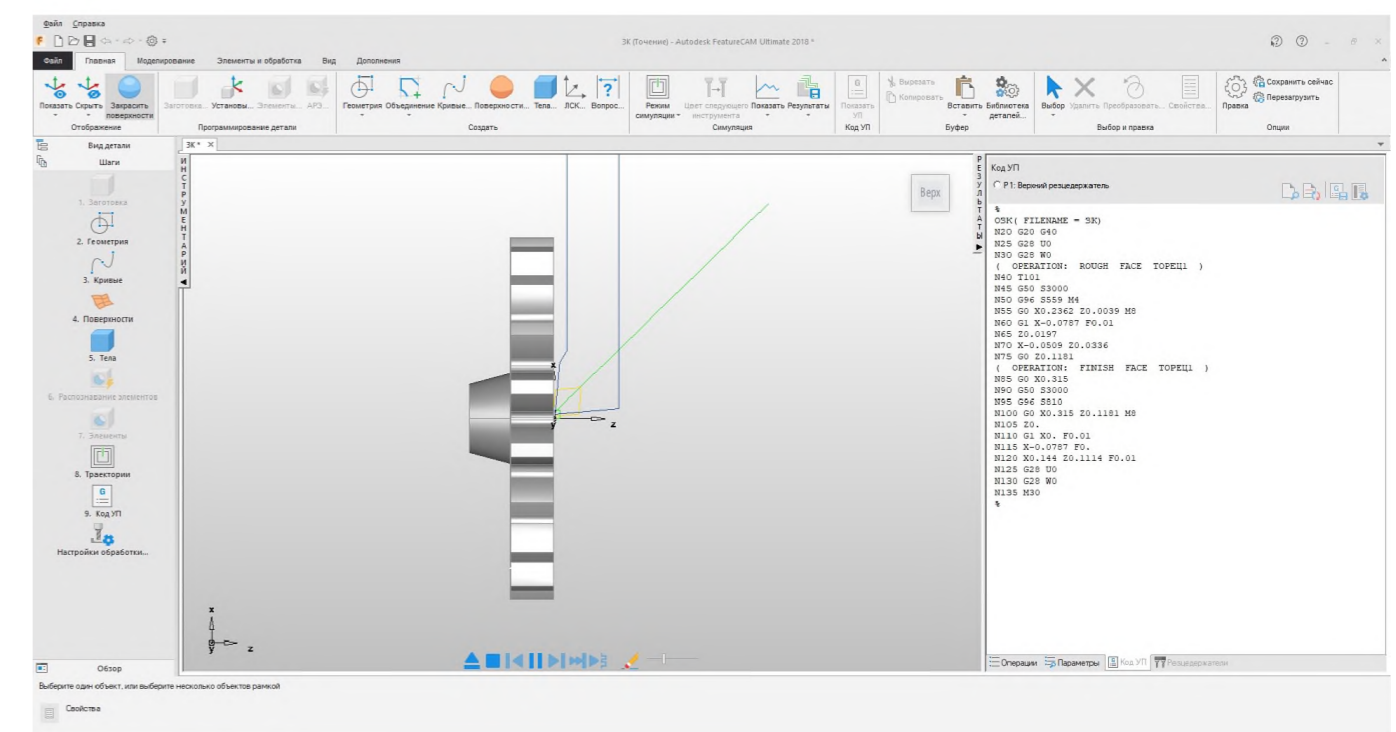 Файл Справка
3К (Точение) - Autodesk FeatureCAM Ultimate 2018 *
Файл Главная Моделирование Элементы и обработка Вид Дополнения
Показать Скрыть Закрасить поверхности
Заготовка... Установы... Элементы... АРЭ...
Геометрия Объединение Кривые... Поверхности... Тела... ЛСК... Вопрос...
Режим симуляции Цвет следующего инструмента Показать Результаты
Показать УП
Вырезать
Копировать
Вставить Библиотека деталей...
Выбор Удалить Преобразовать... Свойства...
Правка
Сохранить сейчас
Перезагрузить
Отображение Программирование детали Создать Симуляция Код УП Буфер Выбор и правка Опции
Вид детали
Шаги
3К *
1. Заготовка
2. Геометрия
3. Кривые
4. Поверхности
5. Тела
6. Распознавание элементов
7. Элементы
8. Траектории
9. Код УП
Настройки обработки...
Обзор
ИНСТРУМЕНТАРИЙ
Верх
x
y
z
x
y
z
РЕЗУЛЬТАТЫ
Код УП
P1: Верхний резцедержатель
%
O3K( FILENAME = 3K)
N20 G20 G40
N25 G28 U0
N30 G28 W0
( OPERATION: ROUGH FACE ТОРЕЦ1 )
N40 T101
N45 G50 S3000
N50 G96 S559 M4
N55 G0 X0.2362 Z0.0039 M8
N60 G1 X-0.0787 F0.01
N65 Z0.0197
N70 X-0.0509 Z0.0336
N75 G0 Z0.1181
( OPERATION: FINISH FACE ТОРЕЦ1 )
N85 G0 X0.315
N90 G50 S3000
N95 G96 S810
N100 G0 X0.315 Z0.1181 M8
N105 Z0.
N110 G1 X0. F0.01
N115 X-0.0787 F0.
N120 X0.144 Z0.1114 F0.01
N125 G28 U0
N130 G28 W0
N135 M30
%
Операции Параметры Код УП Резцедержатели
Выберите один объект, или выберите несколько объектов рамкой
Свойства